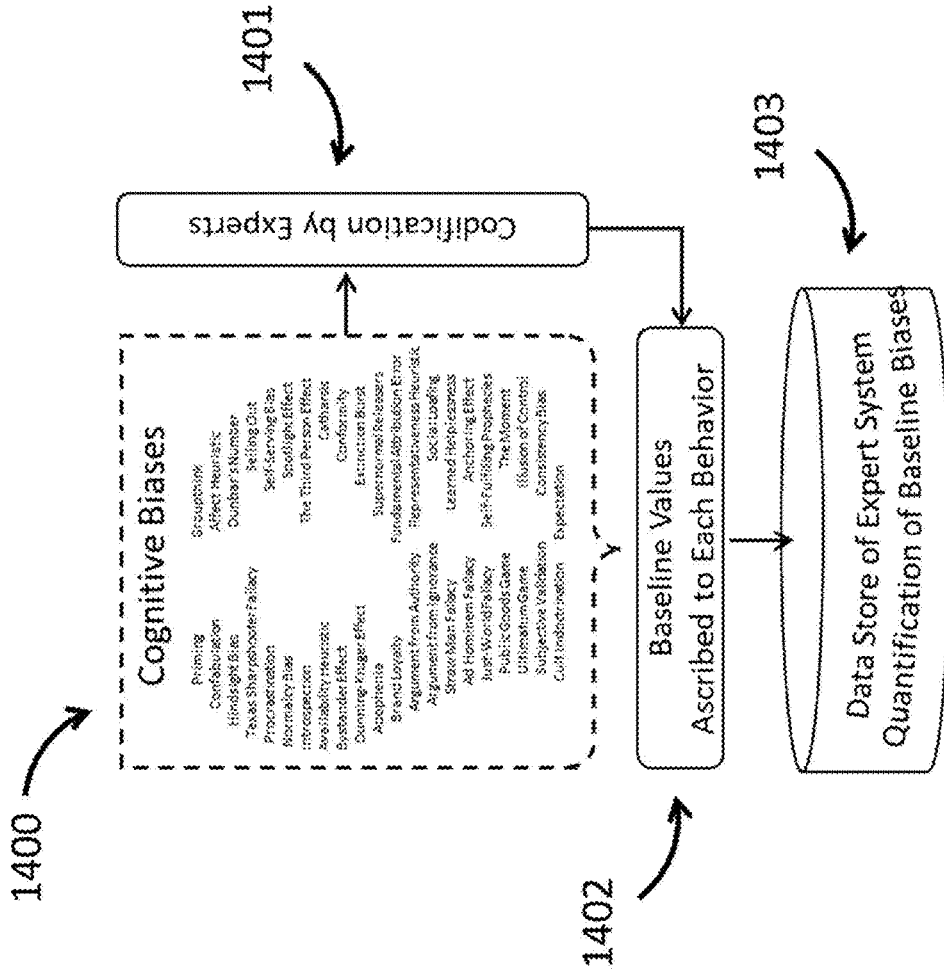 1400
Cognitive Biases
Priming
Confabulation
Hindsight Bias
Texas Sharpshooter Fallacy
Procrastination
Normalcy Bias
Introspection
Availability Heuristic
Bystander Effect
Dunning-Kruger Effect
Apophenia
Brand Loyalty
Argument From Authority
Argument From Ignorance
Straw Man Fallacy
Ad Hominem Fallacy
Just-World Fallacy
Public Goods Game
Ultimatum Game
Subjective Validation
Cult Indoctrination
Groupthink
Affect Heuristic
Dunbar's Number
Selling Out
Self-Serving Bias
Spotlight Effect
The Third Person Effect
Catharsis
Conformity
Extinction Burst
Supernormal Releasers
Fundamental Attribution Error
Representativeness Heuristic
Social Loafing
Learned Helplessness
Anchoring Effect
Self-Fulfilling Prophecies
The Moment
Illusion of Control
Consistency Bias
Expectation
1401
Codification by Experts
1402
Baseline Values
Ascribed to Each Behavior
1403
Data Store of Expert System
Quantification of Baseline Biases